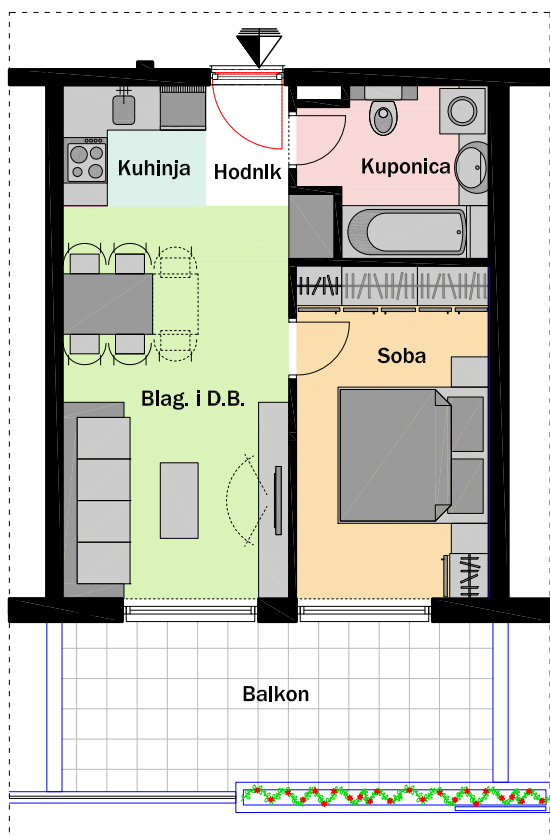 Kuhinja
Hodnik
Kuponica
Soba
Blag. i D.B.
Balkon